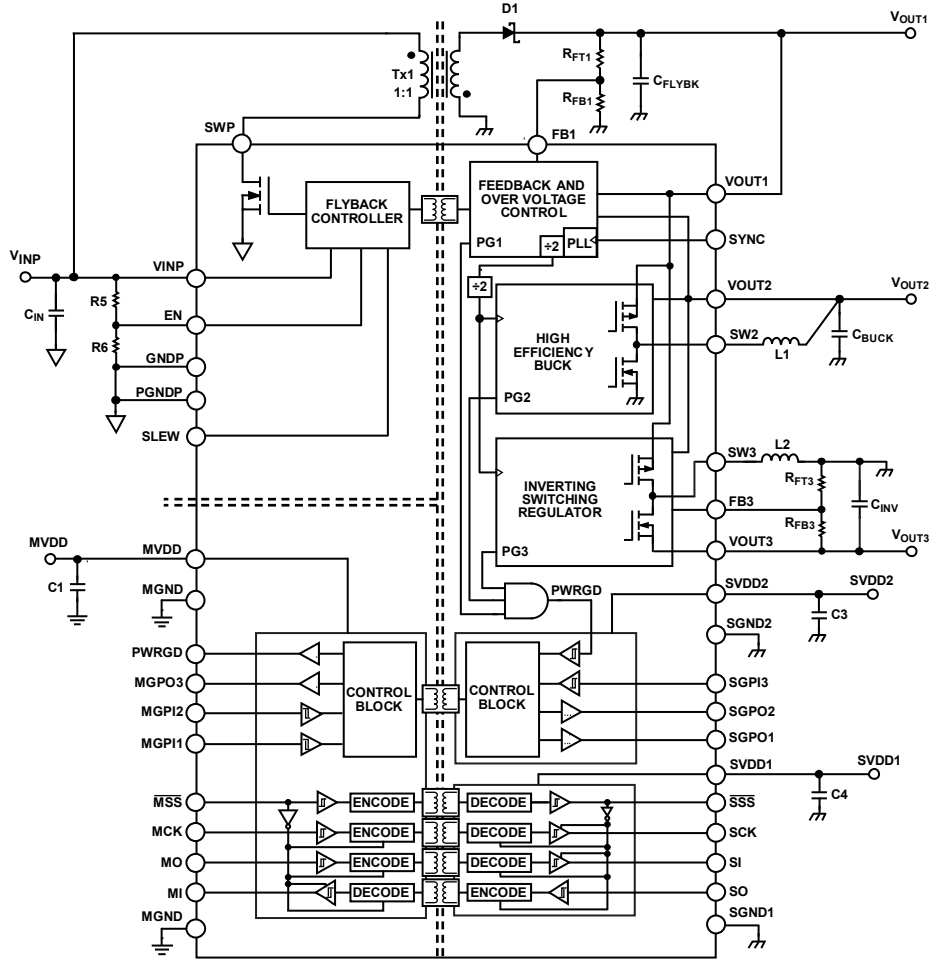 D1
VOUT1
RFT1
CFLYBK
Tx1
1:1
RFB1
SWP
FB1
FLYBACK
CONTROLLER
FEEDBACK AND
OVER VOLTAGE
CONTROL
VOUT1
PG1
÷2
PLL
SYNC
VINP
VINP
÷2
R5
CIN
VOUT2
VOUT2
EN
HIGH
EFFICIENCY
BUCK
SW2
L1
CBUCK
R6
GNDP
PGNDP
PG2
SLEW
SW3
L2
RFT3
INVERTING
SWITCHING
REGULATOR
FB3
CINV
RFB3
MVDD
MVDD
PG3
VOUT3
VOUT3
C1
MGND
PWRGD
SVDD2
SVDD2
C3
SGND2
PWRGD
MGPO3
CONTROL
BLOCK
CONTROL
BLOCK
SGPI3
MGPI2
SGPO2
MGPI1
SGPO1
SVDD1
SVDD1
C4
MSS
ENCODE
DECODE
SSS
MCK
ENCODE
DECODE
SCK
MO
ENCODE
DECODE
SI
MI
DECODE
ENCODE
SO
MGND
SGND1